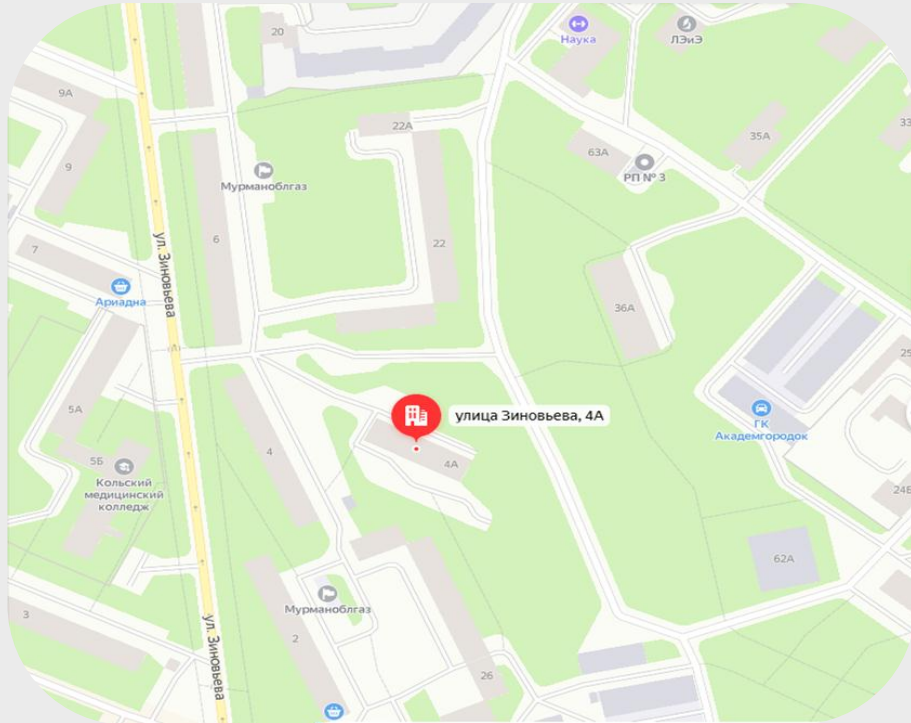 20
Наука
ЛЭиЭ
9А
22А
35А
33
63А
РП № 3
9
Мурманоблгаз
6
22
7
ул. Зиновьева
Ариадна
36А
25
улица Зиновьева, 4А
5А
ГК
Академгородок
4
4А
5Б
Кольский
медицинский
колледж
24Б
62А
Мурманоблгаз
3
2
ул. Зиновьева
26